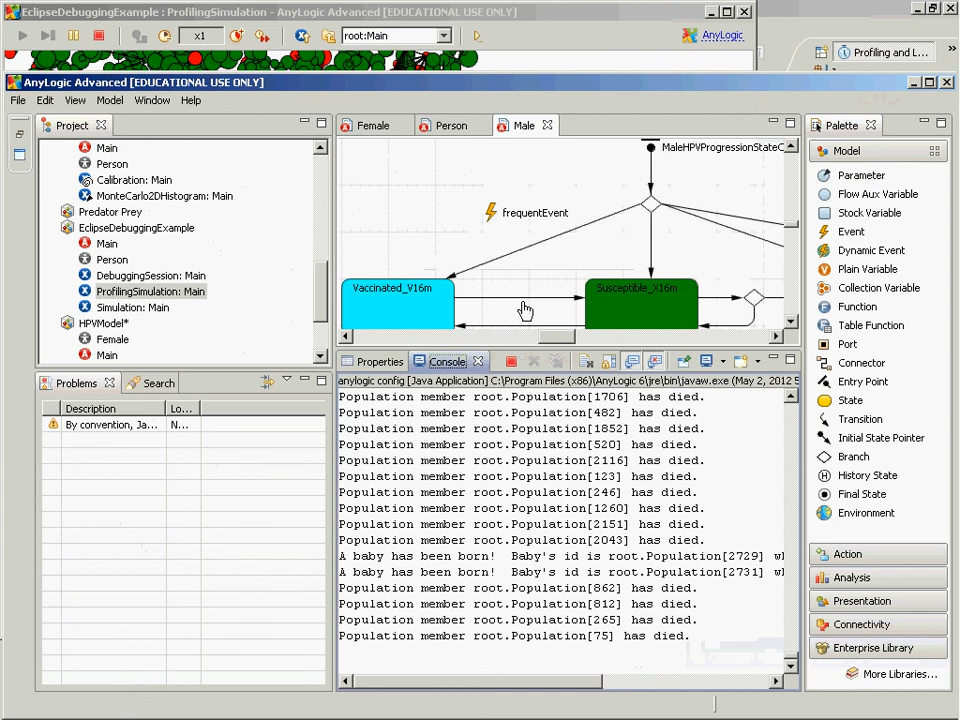 EclipseDebuggingExample : ProfilingSimulation - AnyLogic Advanced [EDUCATIONAL USE ONLY]
x1
root:Main
AnyLogic
Profiling and L...
AnyLogic Advanced [EDUCATIONAL USE ONLY]
File Edit View Model Window Help
Project
Main
Person
Calibration: Main
MonteCarlo2DHistogram: Main
Predator Prey
EclipseDebuggingExample
Main
Person
DebuggingSession: Main
ProfilingSimulation: Main
Simulation: Main
HPVModel*
Female
Main
Female Person Male
frequentEvent
Vaccinated_V16m
Susceptible_X16m
Palette
Model
Parameter
Flow Aux Variable
Stock Variable
Event
Dynamic Event
Plain Variable
Collection Variable
Function
Table Function
Port
Connector
Entry Point
State
Transition
Initial State Pointer
Branch
History State
Final State
Environment
Action
Analysis
Presentation
Connectivity
Enterprise Library
More Libraries...
Problems Search
Description Lo...
By convention, Ja... N...
Properties Console
anylogic config [Java Application] C:\Program Files (x86)\AnyLogic 6\jre\bin\javaw.exe (May 2, 2012 5
Population member root.Population[1706] has died.
Population member root.Population[482] has died.
Population member root.Population[1852] has died.
Population member root.Population[520] has died.
Population member root.Population[2116] has died.
Population member root.Population[123] has died.
Population member root.Population[246] has died.
Population member root.Population[1260] has died.
Population member root.Population[2151] has died.
Population member root.Population[2043] has died.
A baby has been born!  Baby's id is root.Population[2729]
A baby has been born!  Baby's id is root.Population[2731]
Population member root.Population[862] has died.
Population member root.Population[812] has died.
Population member root.Population[265] has died.
Population member root.Population[75] has died.